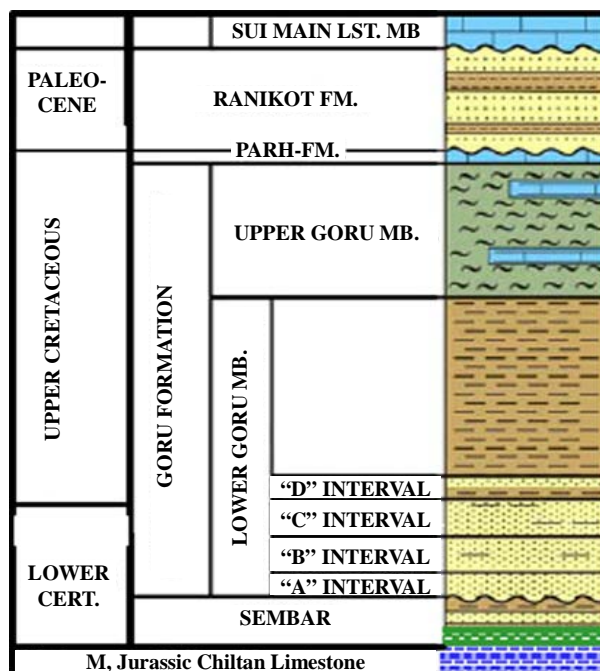 SUI MAIN LST. MB
PALEO-
CENE
RANIKOT FM.
PARH-FM.
UPPER CRETACEOUS
GORU FORMATION
UPPER GORU MB.
LOWER GORU MB.
“D” INTERVAL
“C” INTERVAL
“B” INTERVAL
“A” INTERVAL
LOWER
CERT.
SEMBAR
M, Jurassic Chiltan Limestone